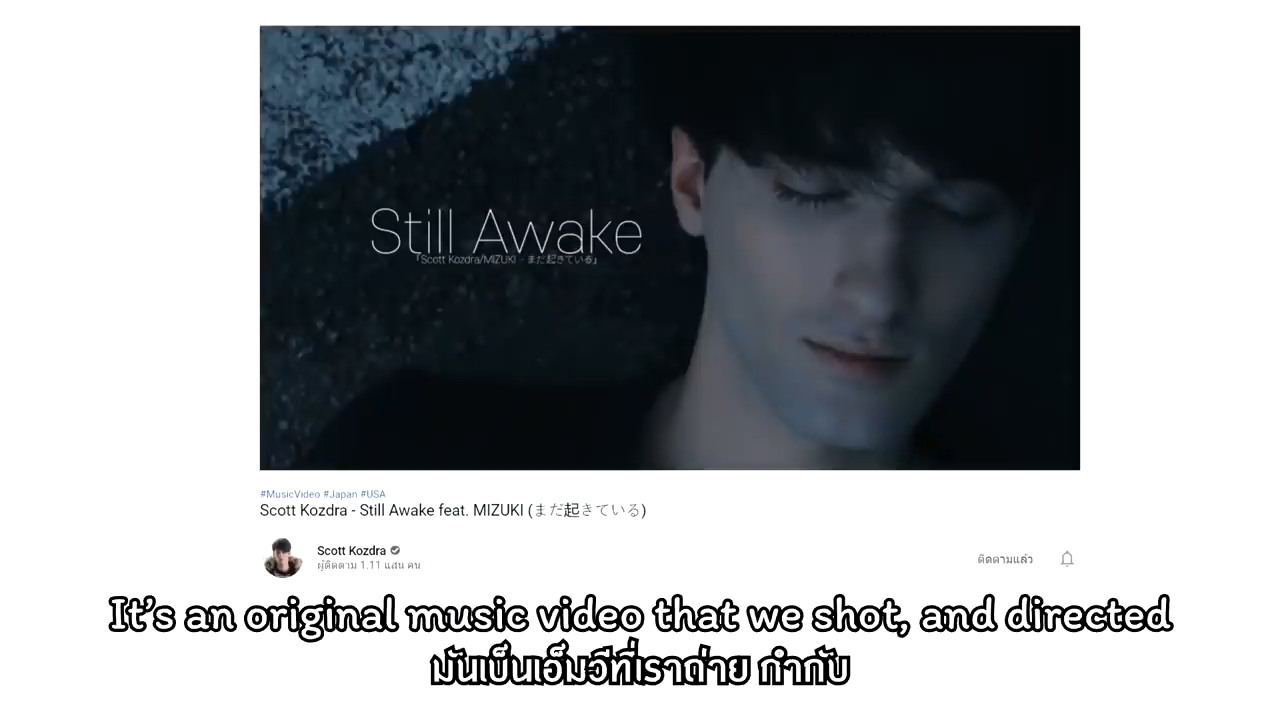 Still Awake
「Scott Kozdra/MIZUKI - まだ起きている」
#MusicVideo #Japan #USA
Scott Kozdra - Still Awake feat. MIZUKI (まだ起きている)
Scott Kozdra
ผู้ติดตาม 1.11 แสน คน
ติดตามแล้ว
It's an original music video that we shot, and directed
มันเป็นเอ็มวีที่เราถ่าย กำกับ